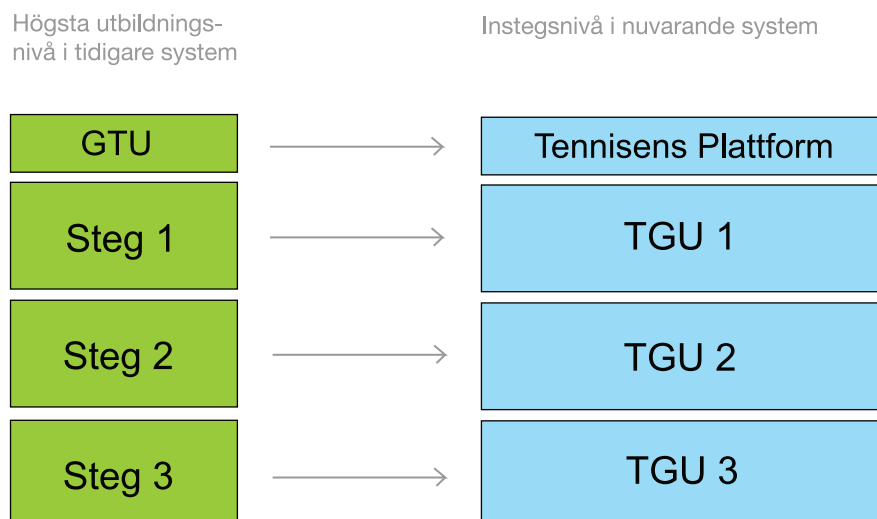 Högsta utbildnings-
nivå i tidigare system
Instegsnivå i nuvarande system
GTU
Tennisens Plattform
Steg 1
TGU 1
Steg 2
TGU 2
Steg 3
TGU 3